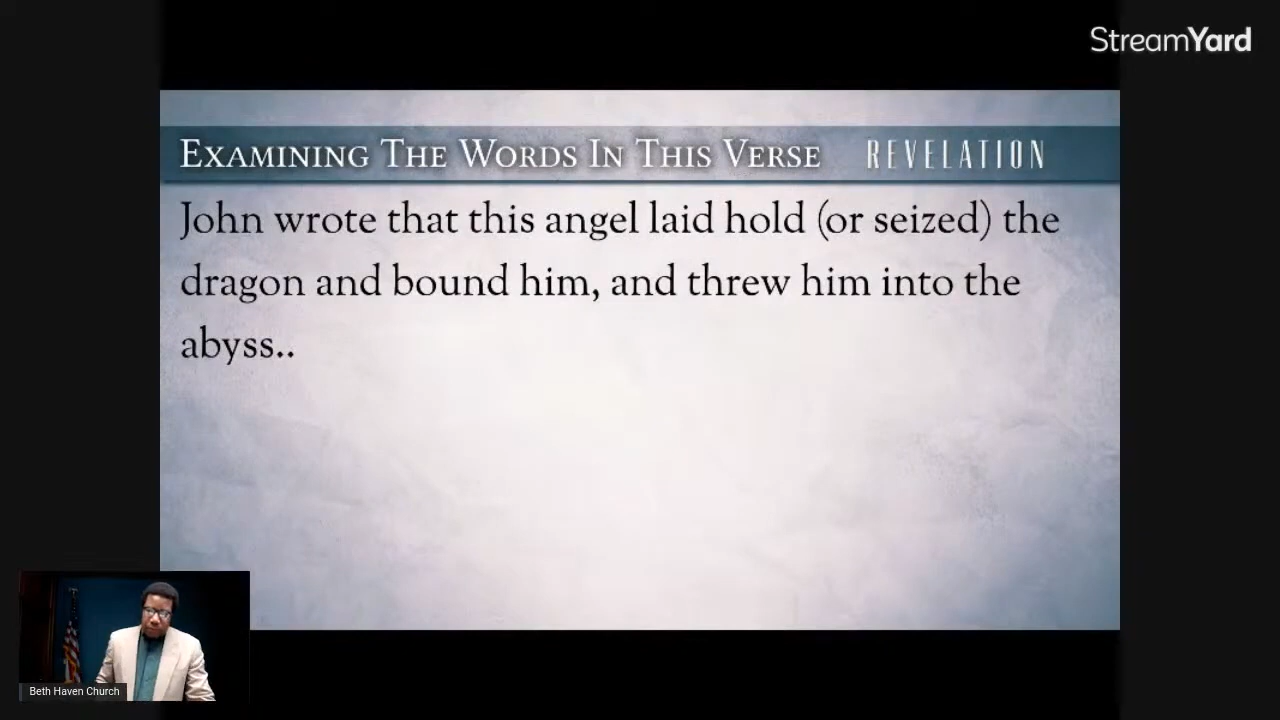 StreamYard
Examining The Words In This Verse REVELATION
John wrote that this angel laid hold (or seized) the
dragon and bound him, and threw him into the
abyss..
Beth Haven Church